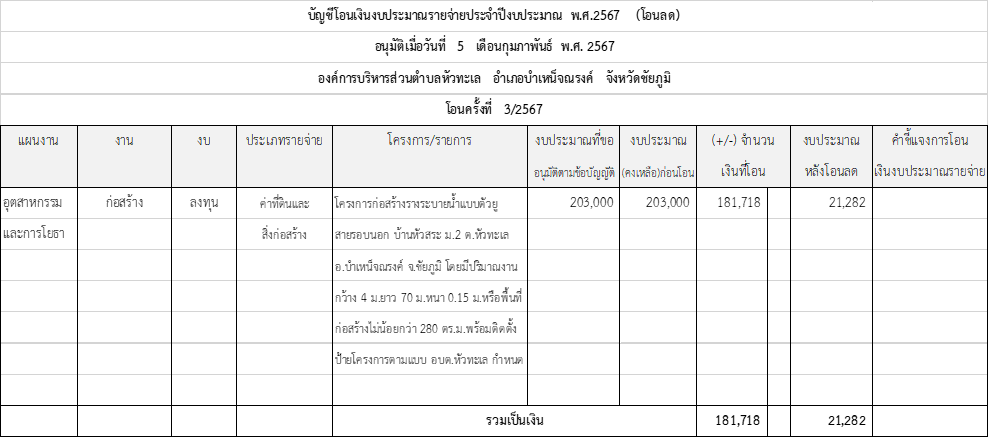 บัญชีโอนเงินงบประมาณรายจ่ายประจำปีงบประมาณ พ.ศ.2567 (โอนลด)
อนุมัติเมื่อวันที่ 5 เดือนกุมภาพันธ์ พ.ศ. 2567
องค์การบริหารส่วนตำบลหัวทะเล อำเภอบำเหน็จณรงค์ จังหวัดชัยภูมิ
โอนครั้งที่ 3/2567
แผนงาน งาน งบ ประเภทรายจ่าย โครงการ/รายการ งบประมาณที่ขอ งบประมาณ (+/-) จำนวน งบประมาณ คำชี้แจงการโอน
อนุมัติตามข้อบัญญัติ (คงเหลือ)ก่อนโอน เงินที่โอน หลังโอนลด เงินงบประมาณรายจ่าย
อุตสาหกรรม ก่อสร้าง ลงทุน ค่าที่ดินและ โครงการก่อสร้างรางระบายน้ำแบบตัวยู 203,000 203,000 181,718 21,282
และการโยธา สิ่งก่อสร้าง สายรอบนอก บ้านหัวสระ ม.2 ต.หัวทะเล
อ.บำเหน็จณรงค์ จ.ชัยภูมิ โดยมีปริมาณงาน
กว้าง 4 ม.ยาว 70 ม.หนา 0.15 ม.หรือพื้นที่
ก่อสร้างไม่น้อยกว่า 280 ตร.ม.พร้อมติดตั้ง
ป้ายโครงการตามแบบ อบต.หัวทะเล กำหนด
รวมเป็นเงิน 181,718 21,282